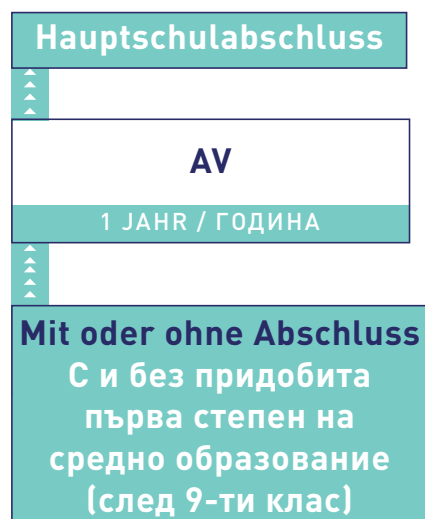 Hauptschulabschluss
AV
1 JAHR / ГОДИНА
Mit oder ohne Abschluss
С и без придобита
първа степен на
средно образование
(след 9-ти клас)